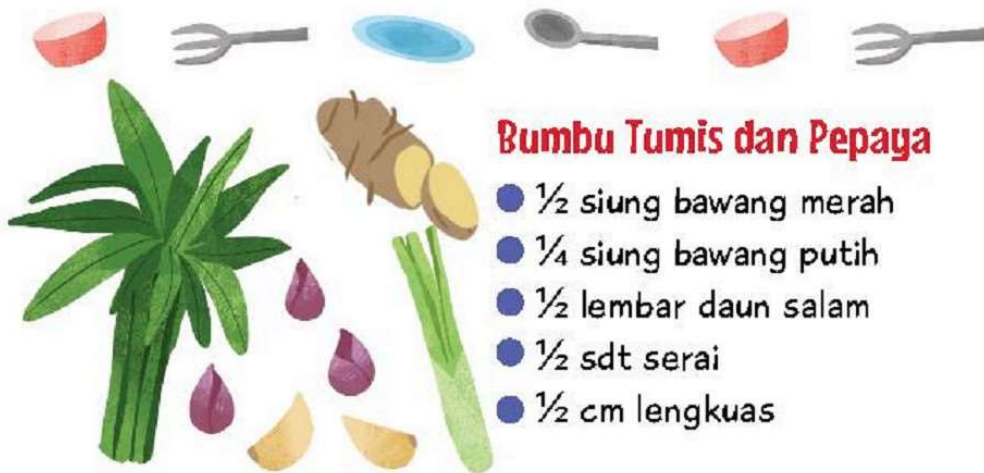 Bumbu Tumis dan Pepaya
½ siung bawang merah
¼ siung bawang putih
½ lembar daun salam
½ sdt serai
½ cm lengkuas